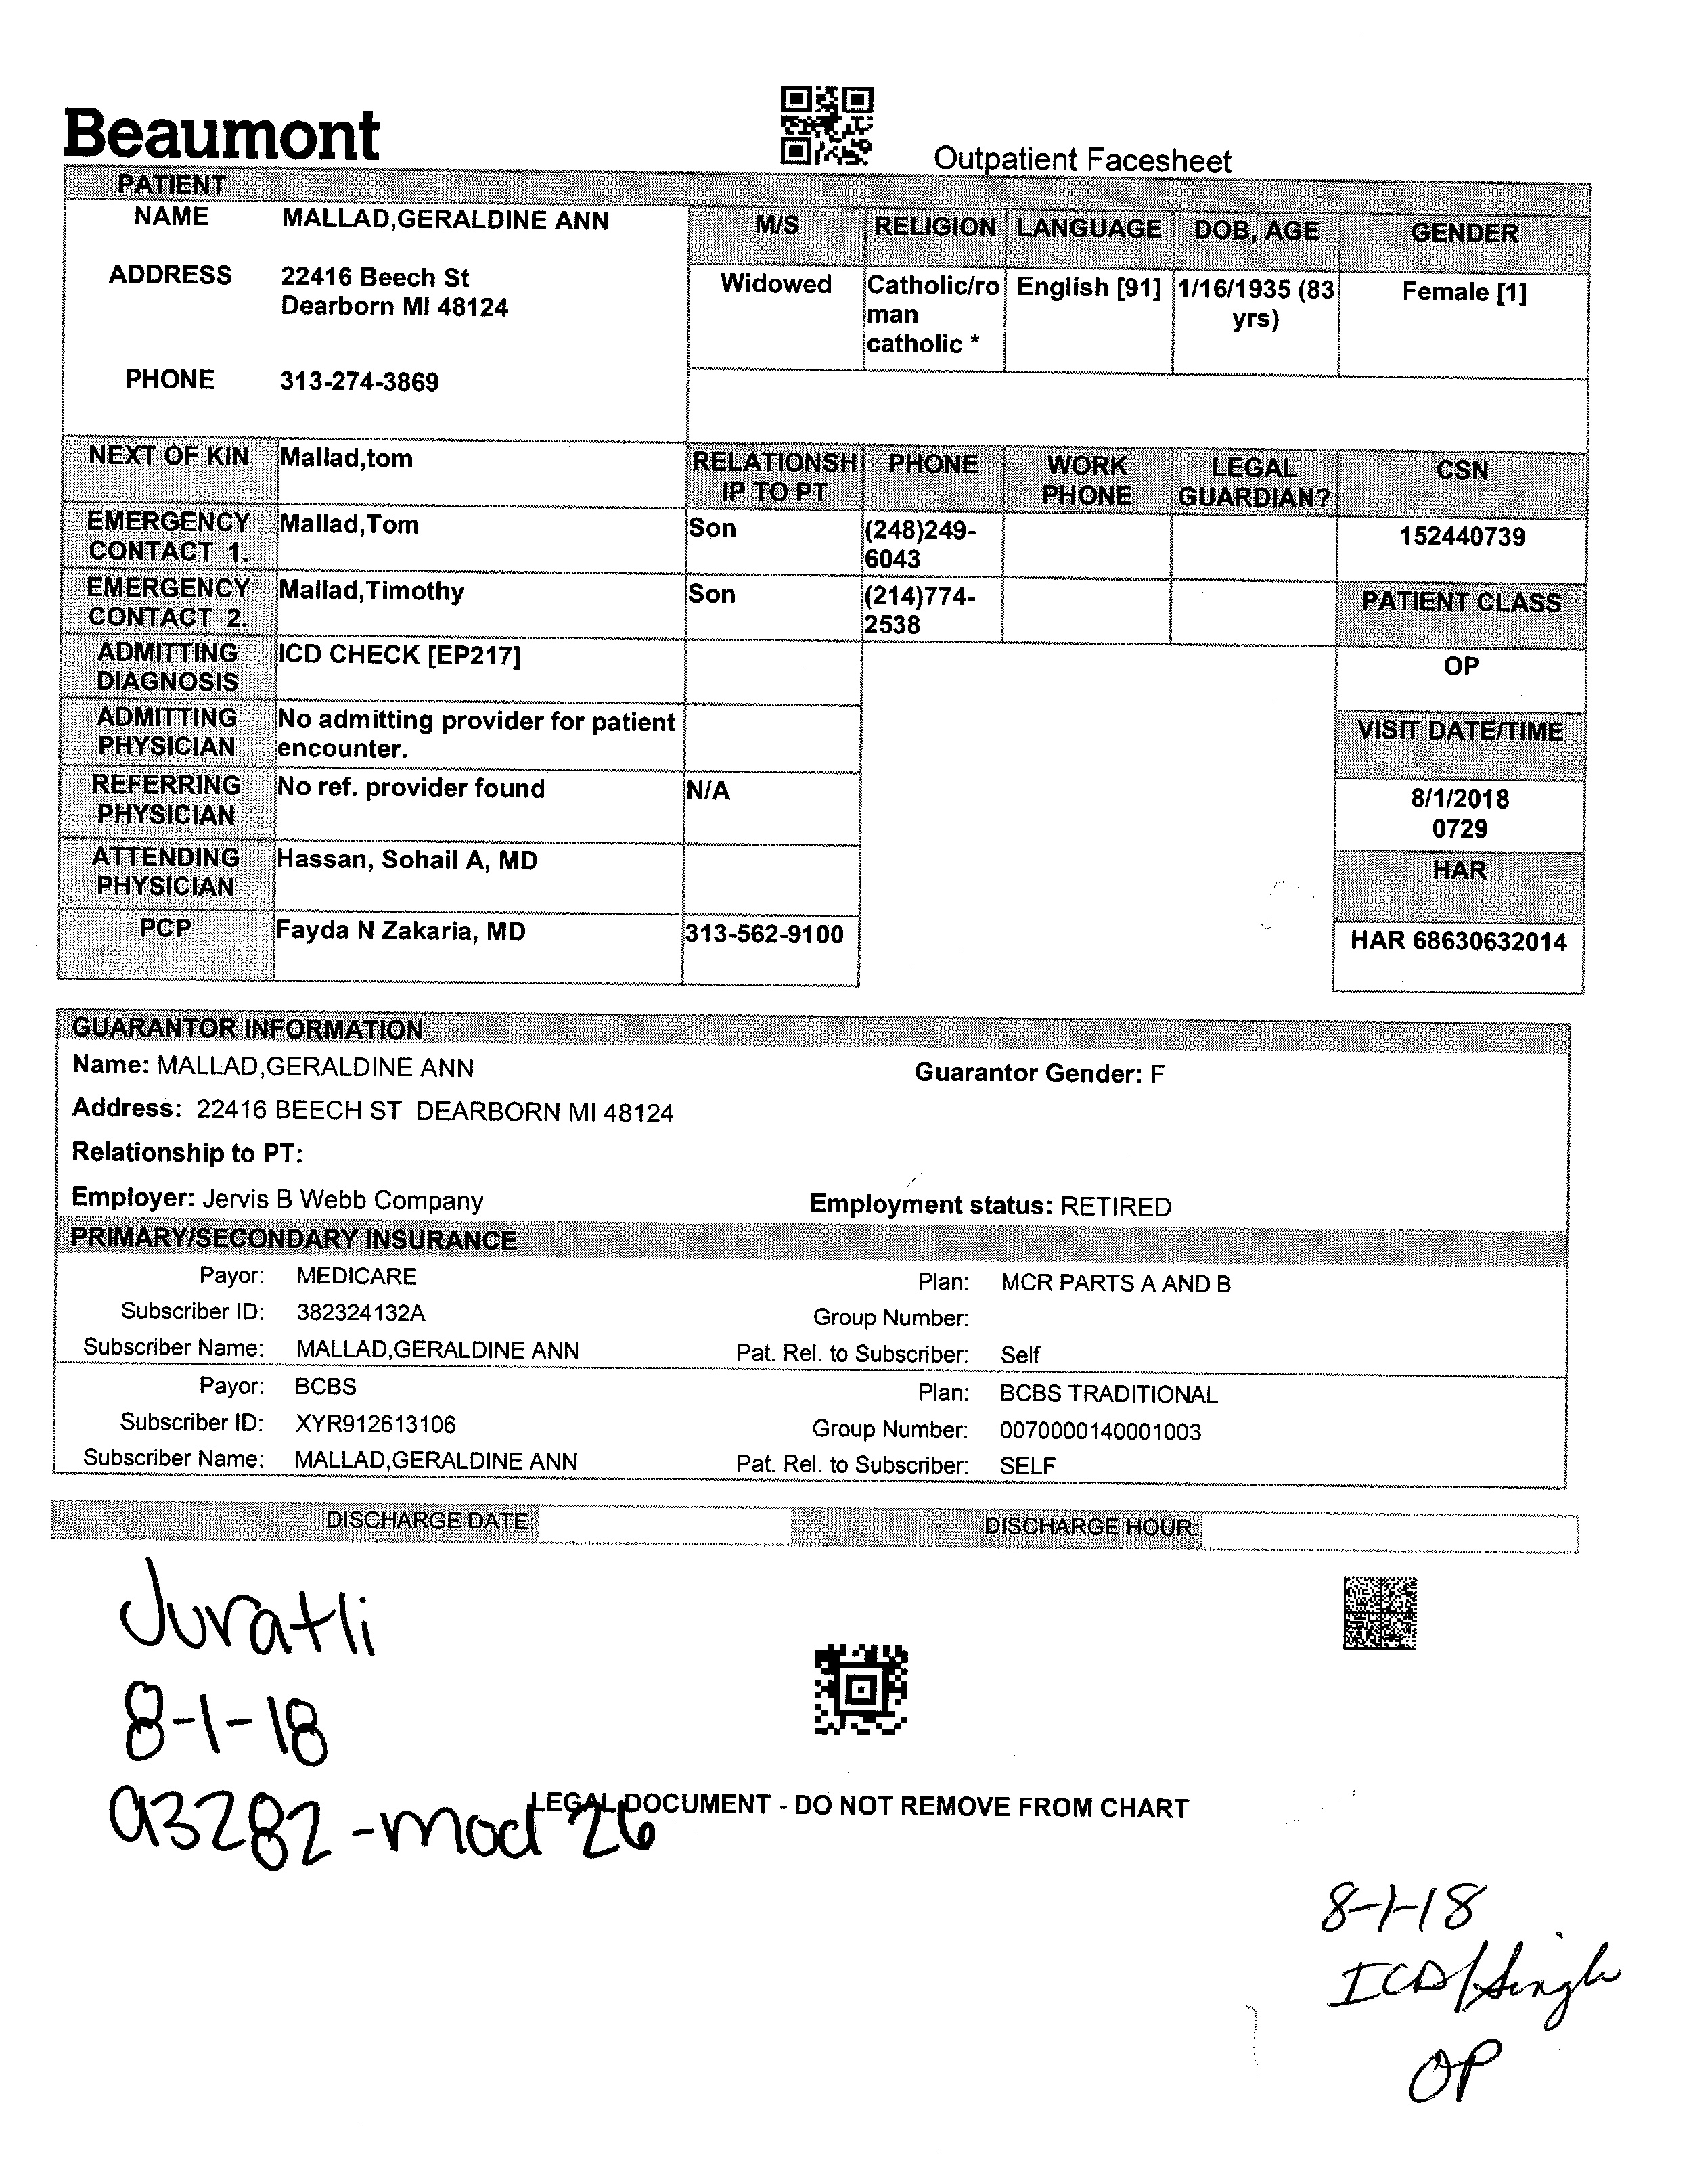 Beaumont
Outpatient Facesheet
PATIENT
NAME MALLAD,GERALDINE ANN
M/S RELIGION LANGUAGE DOB, AGE GENDER
ADDRESS 22416 Beech St
Dearborn MI 48124
Widowed Catholic/ro English [91] 1/16/1935 (83 Female [1]
man yrs)
catholic *
PHONE 313-274-3869
NEXT OF KIN Mallad,tom RELATIONSH PHONE WORK LEGAL CSN
IP TO PT PHONE GUARDIAN?
EMERGENCY Mallad,Tom Son (248)249- 152440739
CONTACT 1. 6043
EMERGENCY Mallad,Timothy Son (214)774- PATIENT CLASS
CONTACT 2. 2538
ADMITTING ICD CHECK [EP217] OP
DIAGNOSIS
ADMITTING No admitting provider for patient VISIT DATE/TIME
PHYSICIAN encounter.
REFERRING No ref. provider found N/A 8/1/2018
PHYSICIAN 0729
ATTENDING Hassan, Sohail A, MD HAR
PHYSICIAN
PCP Fayda N Zakaria, MD 313-562-9100 HAR 68630632014
GUARANTOR INFORMATION
Name: MALLAD,GERALDINE ANN Guarantor Gender: F
Address: 22416 BEECH ST DEARBORN MI 48124
Relationship to PT:
Employer: Jervis B Webb Company Employment status: RETIRED
PRIMARY/SECONDARY INSURANCE
Payor: MEDICARE Plan: MCR PARTS A AND B
Subscriber ID: 382324132A Group Number:
Subscriber Name: MALLAD,GERALDINE ANN Pat. Rel. to Subscriber: Self
Payor: BCBS Plan: BCBS TRADITIONAL
Subscriber ID: XYR912613106 Group Number: 0070000140001003
Subscriber Name: MALLAD,GERALDINE ANN Pat. Rel. to Subscriber: SELF
DISCHARGE DATE: DISCHARGE HOUR:
Juratli
8-1-18
93282-mod 26
LEGAL DOCUMENT - DO NOT REMOVE FROM CHART
8-1-18
ICD/Single
OP